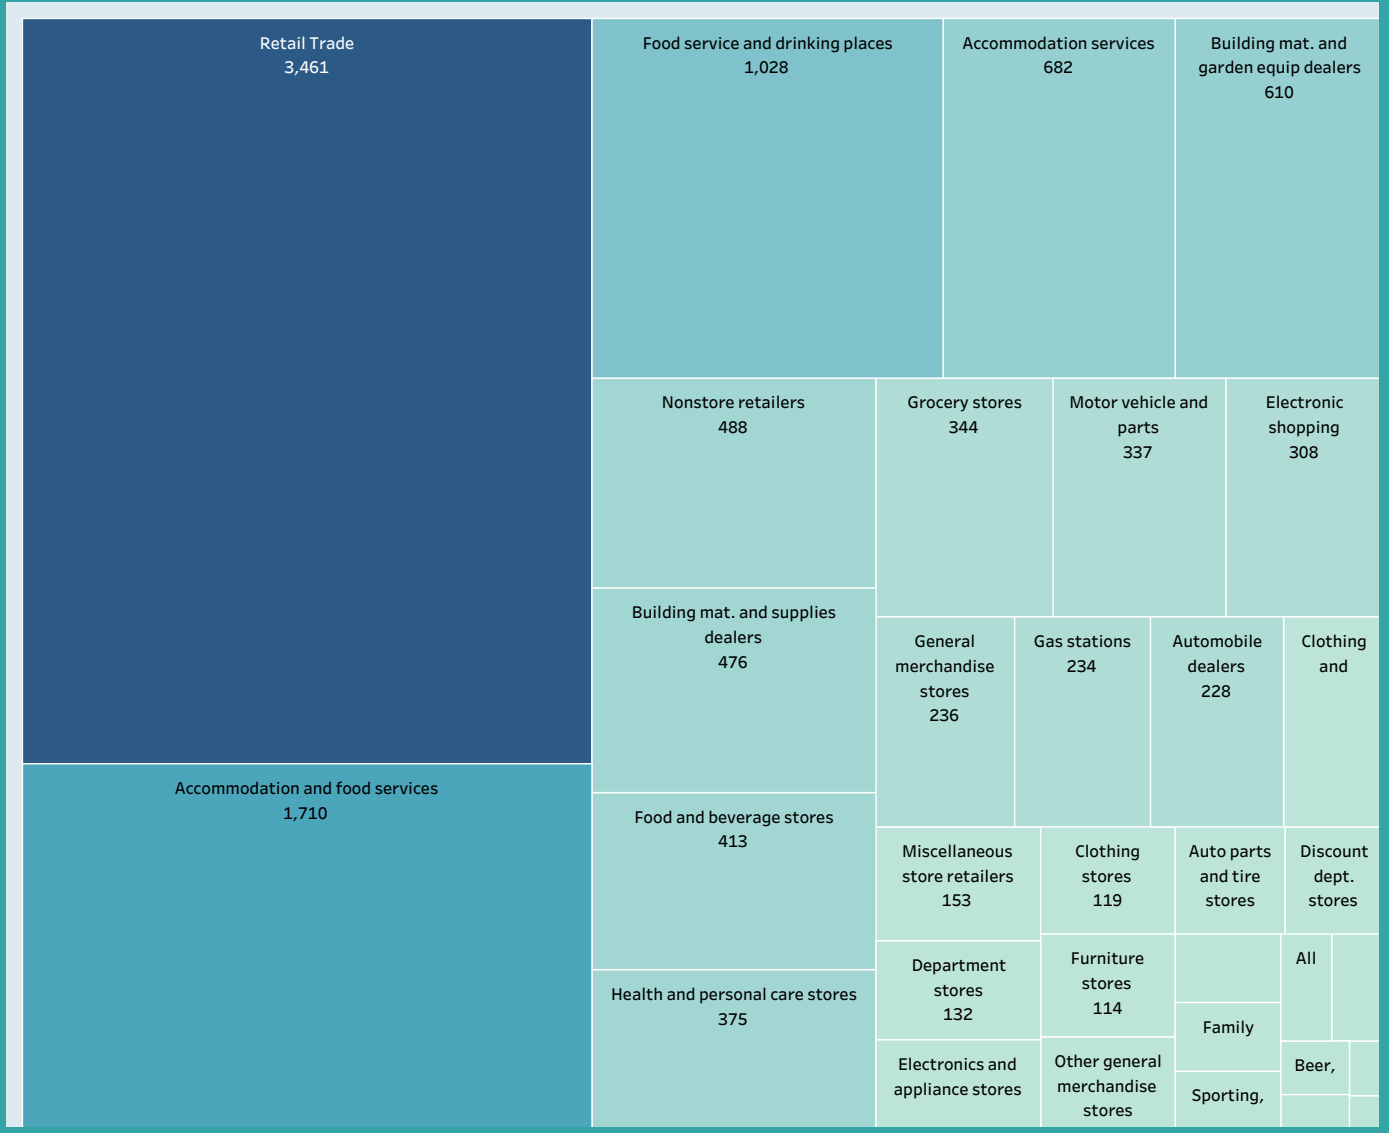 Retail Trade
3,461
Accommodation and food services
1,710
Food service and drinking places
1,028
Accommodation services
682
Building mat. and
garden equip dealers
610
Nonstore retailers
488
Building mat. and supplies
dealers
476
Food and beverage stores
413
Health and personal care stores
375
Grocery stores
344
Motor vehicle and
parts
337
Electronic
shopping
308
General
merchandise
stores
236
Gas stations
234
Automobile
dealers
228
Clothing
and
Miscellaneous
store retailers
153
Clothing
stores
119
Auto parts
and tire
stores
Discount
dept.
stores
Department
stores
132
Furniture
stores
114
Electronics and
appliance stores
Other general
merchandise
stores
Family
Sporting,
All
Beer,